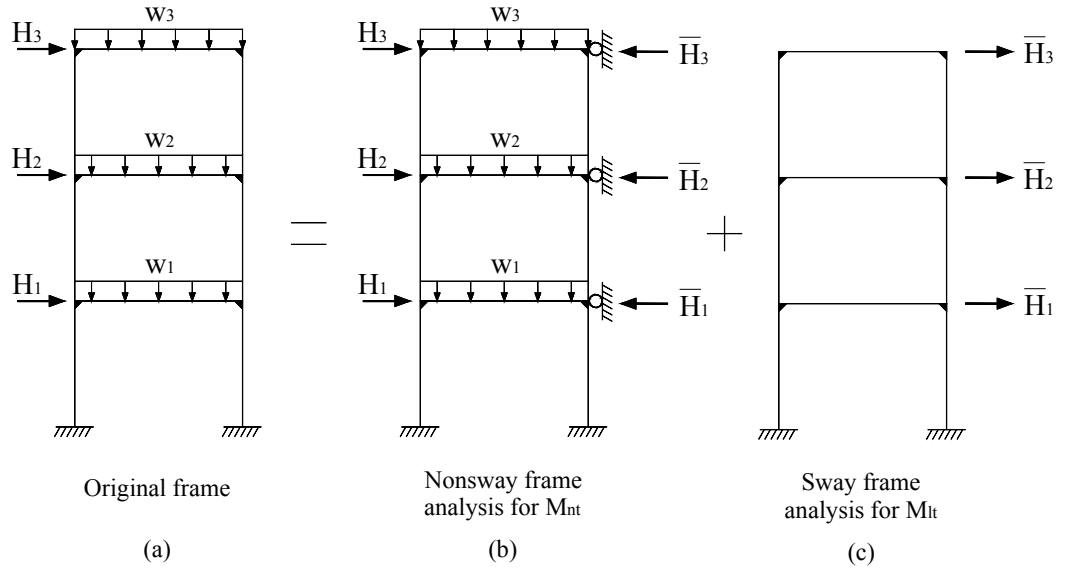 w3
H3
w2
H2
w1
H1
Original frame
(a)
w3
H3
H̅3
w2
H2
H̅2
w1
H1
H̅1
Nonsway frame
analysis for Mnt
(b)
H̅3
H̅2
H̅1
Sway frame
analysis for Mlt
(c)
=
+